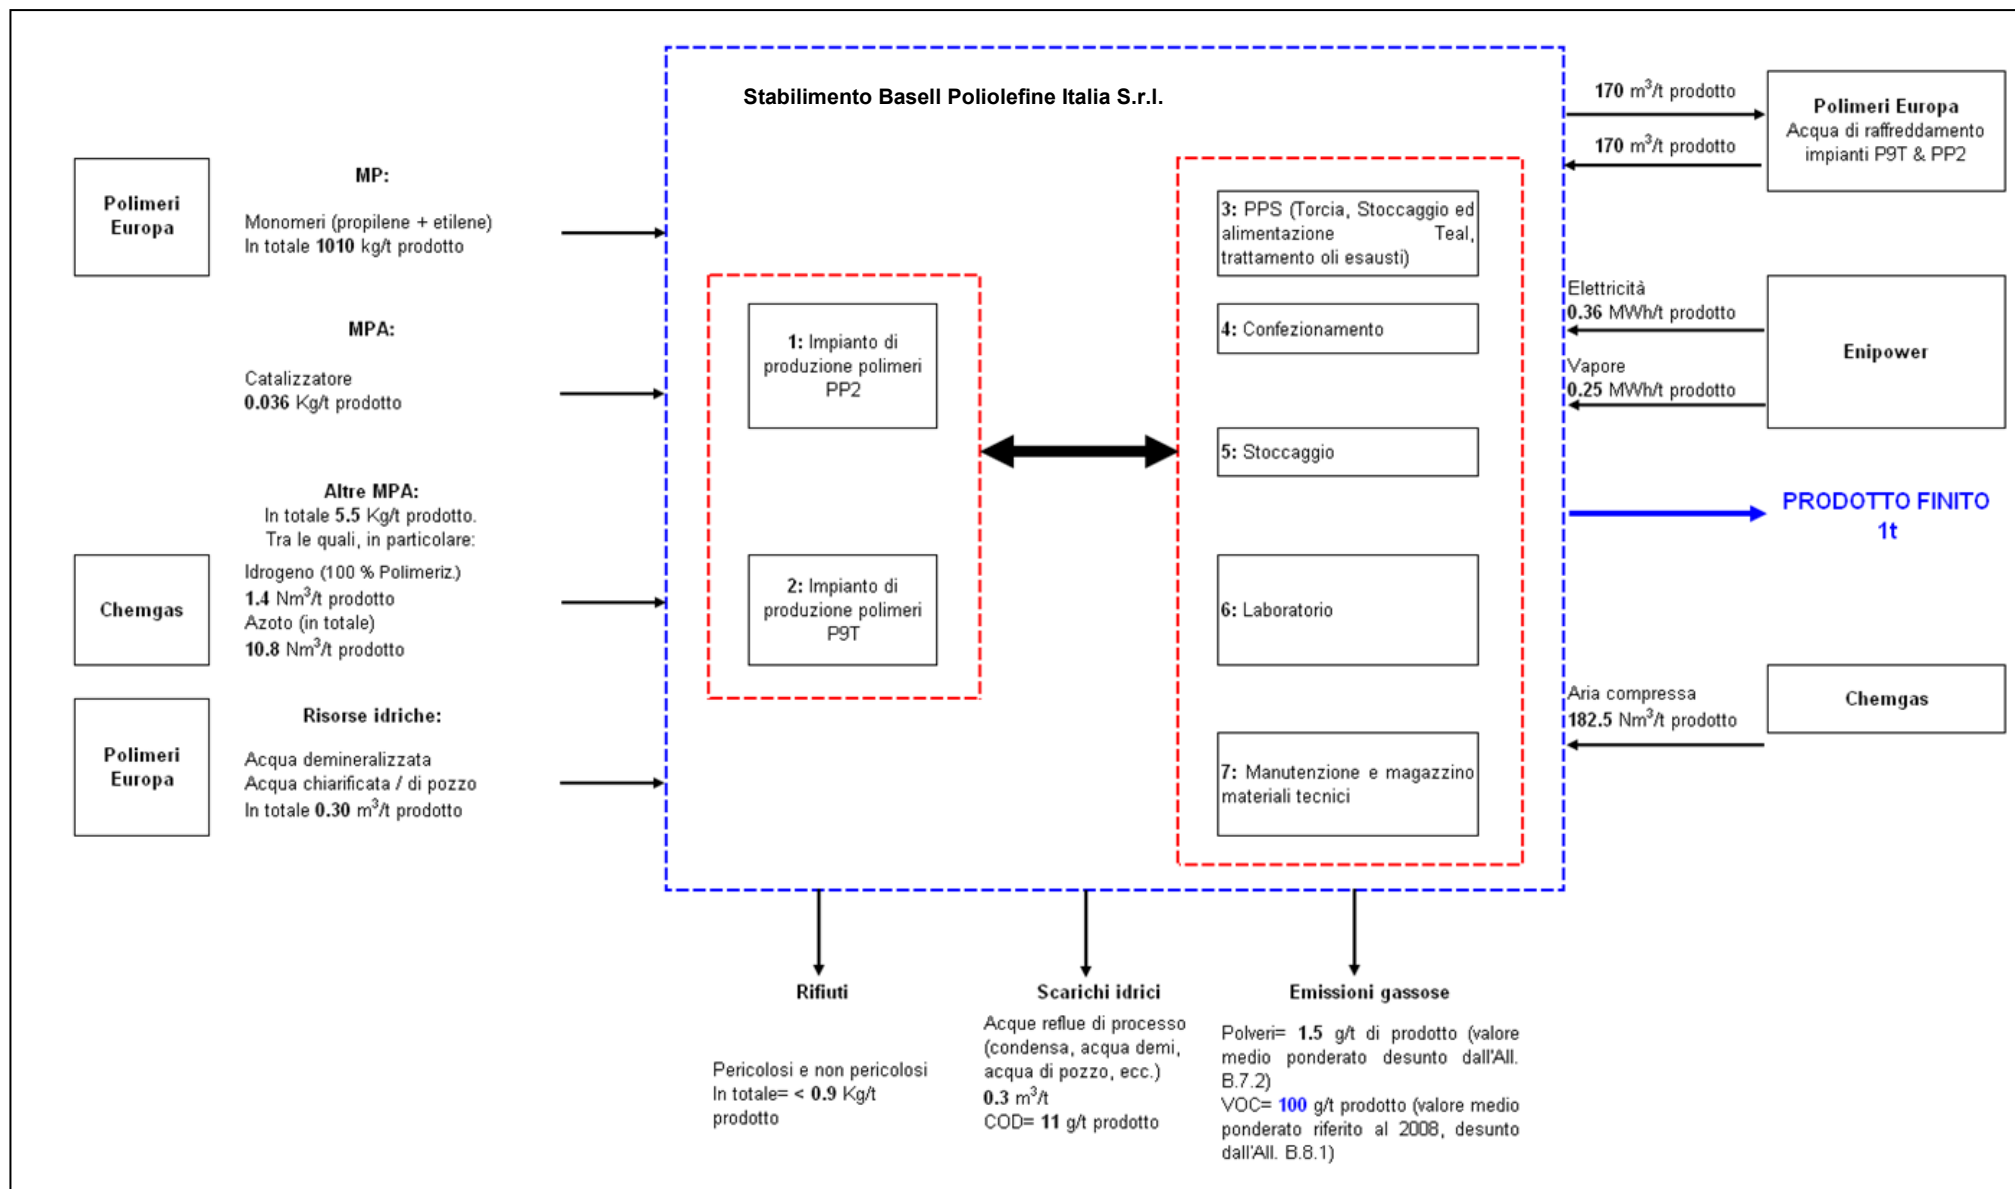 Stabilimento Basell Poliolefine Italia S.r.l.
Polimeri
Europa
MP:
Monomeri (propilene + etilene)
In totale 1010 kg/t prodotto
MPA:
Catalizzatore
0.036 Kg/t prodotto
Altre MPA:
In totale 5.5 Kg/t prodotto.
Tra le quali, in particolare:
Chemgas
Idrogeno (100 % Polimeriz.)
1.4 Nm³/t prodotto
Azoto (in totale)
10.8 Nm³/t prodotto
Polimeri
Europa
Risorse idriche:
Acqua demineralizzata
Acqua chiarificata / di pozzo
In totale 0.30 m³/t prodotto
1: Impianto di
produzione polimeri
PP2
2: Impianto di
produzione polimeri
P9T
3: PPS (Torcia, Stoccaggio ed
alimentazione Teal,
trattamento oli esausti)
4: Confezionamento
5: Stoccaggio
6: Laboratorio
7: Manutenzione e magazzino
materiali tecnici
170 m³/t prodotto
170 m³/t prodotto
Polimeri Europa
Acqua di raffreddamento
impianti P9T & PP2
Elettricità
0.36 MWh/t prodotto
Vapore
0.25 MWh/t prodotto
Enipower
PRODOTTO FINITO
1t
Aria compressa
182.5 Nm³/t prodotto
Chemgas
Rifiuti
Pericolosi e non pericolosi
In totale= < 0.9 Kg/t
prodotto
Scarichi idrici
Acque reflue di processo
(condensa, acqua demi,
acqua di pozzo, ecc.)
0.3 m³/t
COD= 11 g/t prodotto
Emissioni gassose
Polveri= 1.5 g/t di prodotto (valore
medio ponderato desunto dall'All.
B.7.2)
VOC= 100 g/t prodotto (valore medio
ponderato riferito al 2008, desunto
dall'All. B.8.1)